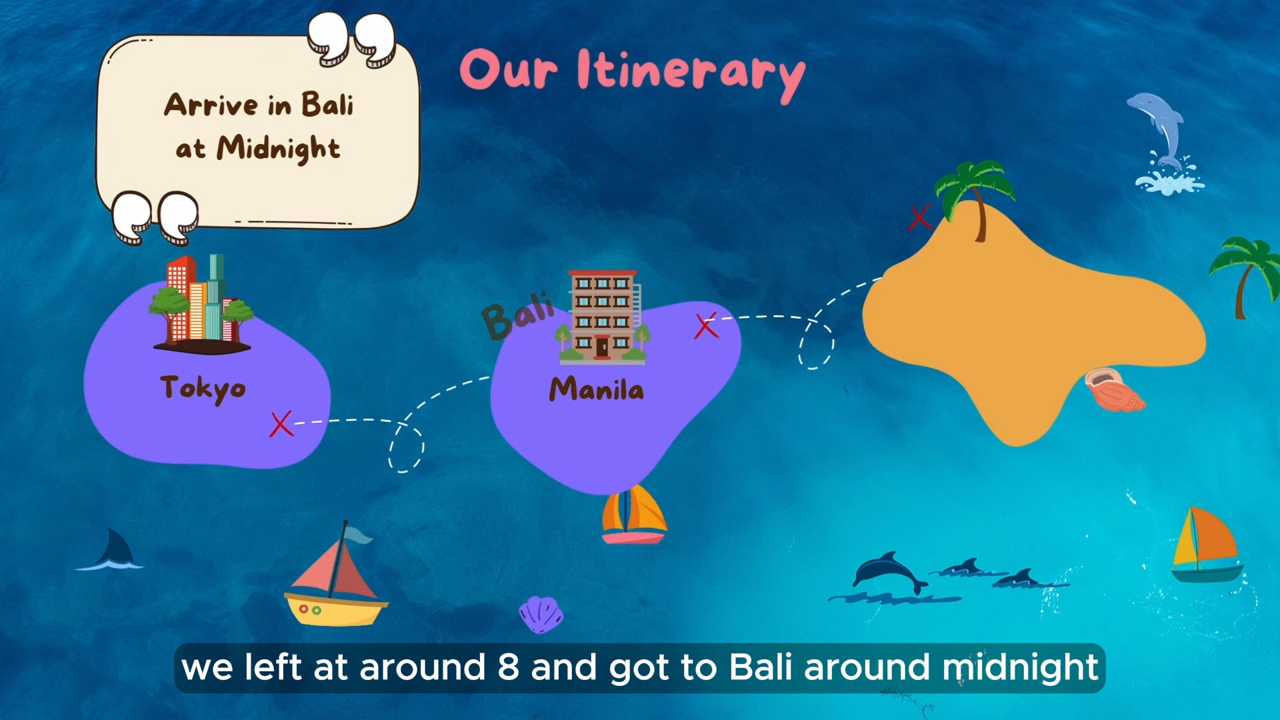 Our Itinerary
Arrive in Bali
at Midnight
Bali
Tokyo
Manila
we left at around 8 and got to Bali around midnight